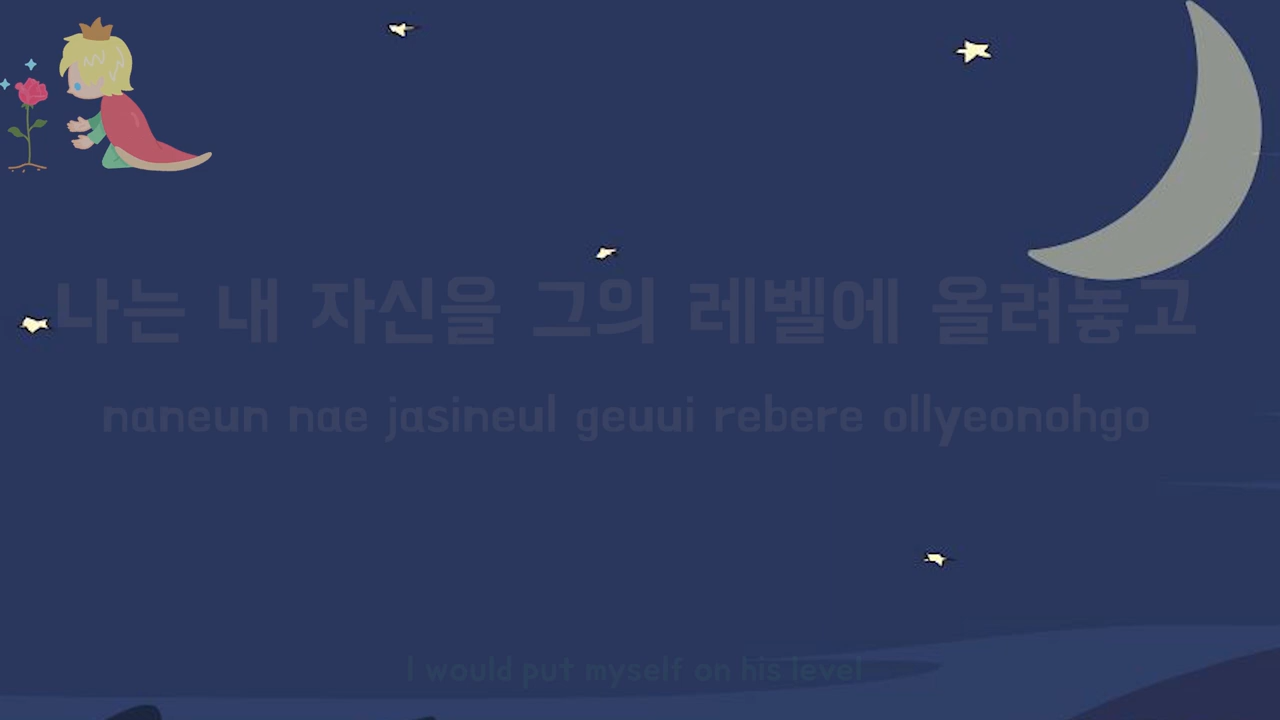 나는 내 자신을 그의 레벨에 올려놓고
naneun nae jasineul geuui rebere ollyeonohgo
I would put myself on his level